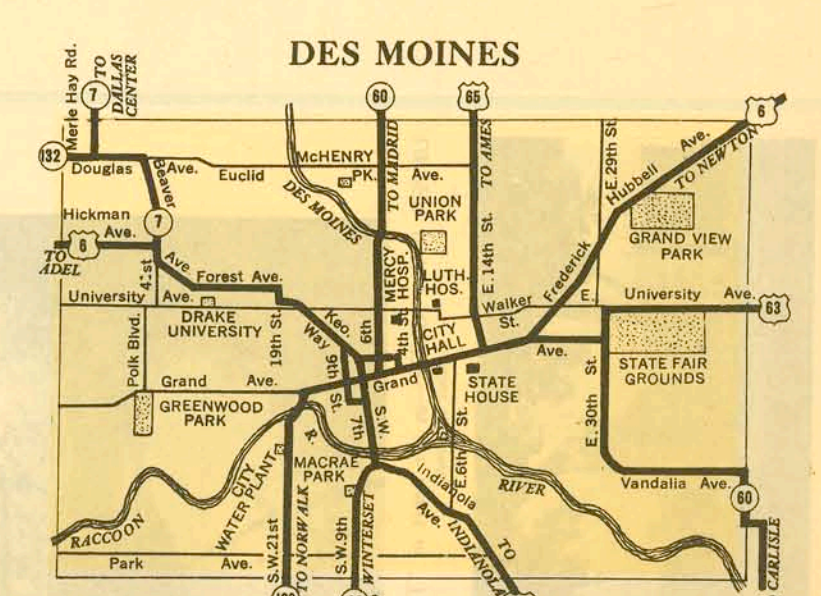 DES MOINES
Merle Hay Rd.
7
TO
DALLAS
CENTER
60
65
6
132
Douglas
Ave.
Euclid
McHENRY
PK.
Ave.
TO MADRID
TO AMES
E. 29th St.
Hubbell
Ave.
TO NEWTON
Beaver
DES MOINES
UNION
PARK
Hickman
Ave.
7
6
TO
ADEL
Ave
GRAND VIEW
PARK
Forest Ave.
MERCY
HOSP.
LUTH.
HOS.
E. 14th St.
Frederick
University
Ave.
DRAKE
UNIVERSITY
Walker
St.
E.
University
Ave.
63
Polk Blvd.
19th St.
Keo.
Way
6th
4th St.
CITY
HALL
Ave.
STATE FAIR
GROUNDS
9th St.
Grand
Ave.
Grand
STATE
HOUSE
GREENWOOD
PARK
S.W.
7th
E. 6th St.
E. 30th St.
R.
MACRAE
PARK
CITY
WATER PLANT
Indianola
Ave.
RIVER
Vandalia Ave.
60
RACCOON
S.W. 21st
TO NORWALK
S.W. 9th
WINTERSET
TO
INDIANOLA
CARLISLE
Park
Ave.